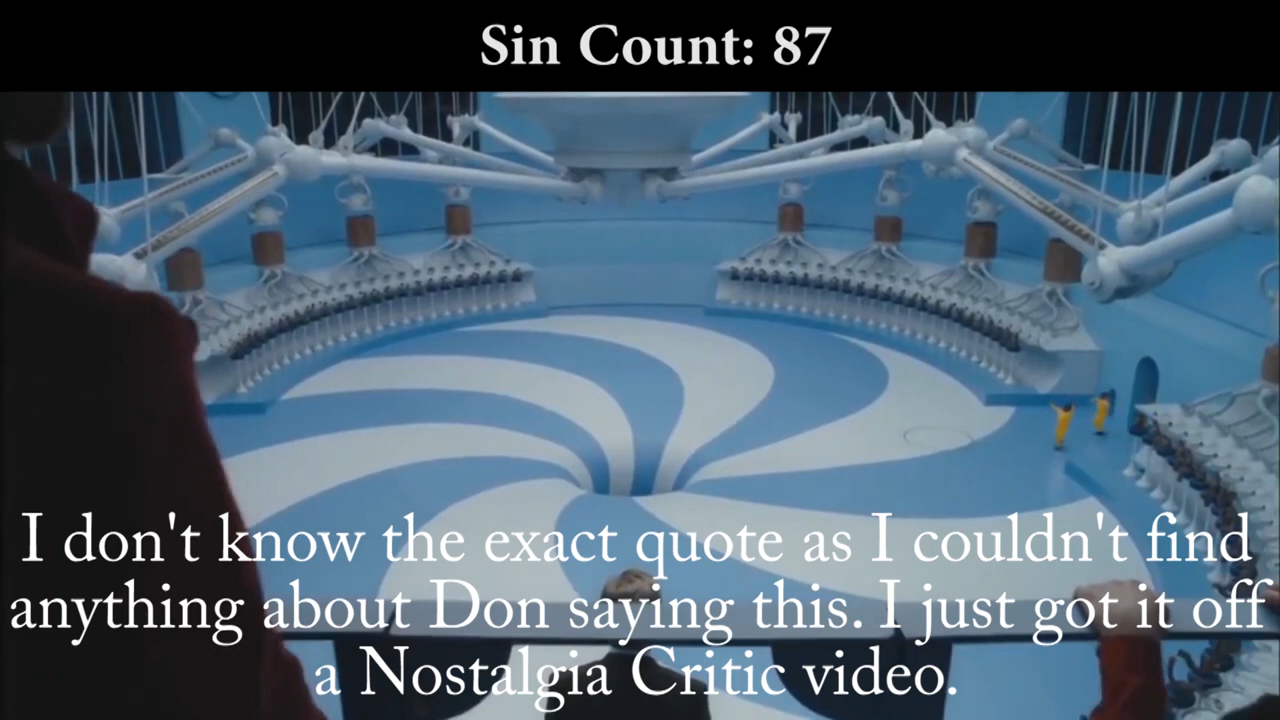 Sin Count: 87
I don't know the exact quote as I couldn't find
anything about Don saying this. I just got it off
a Nostalgia Critic video.